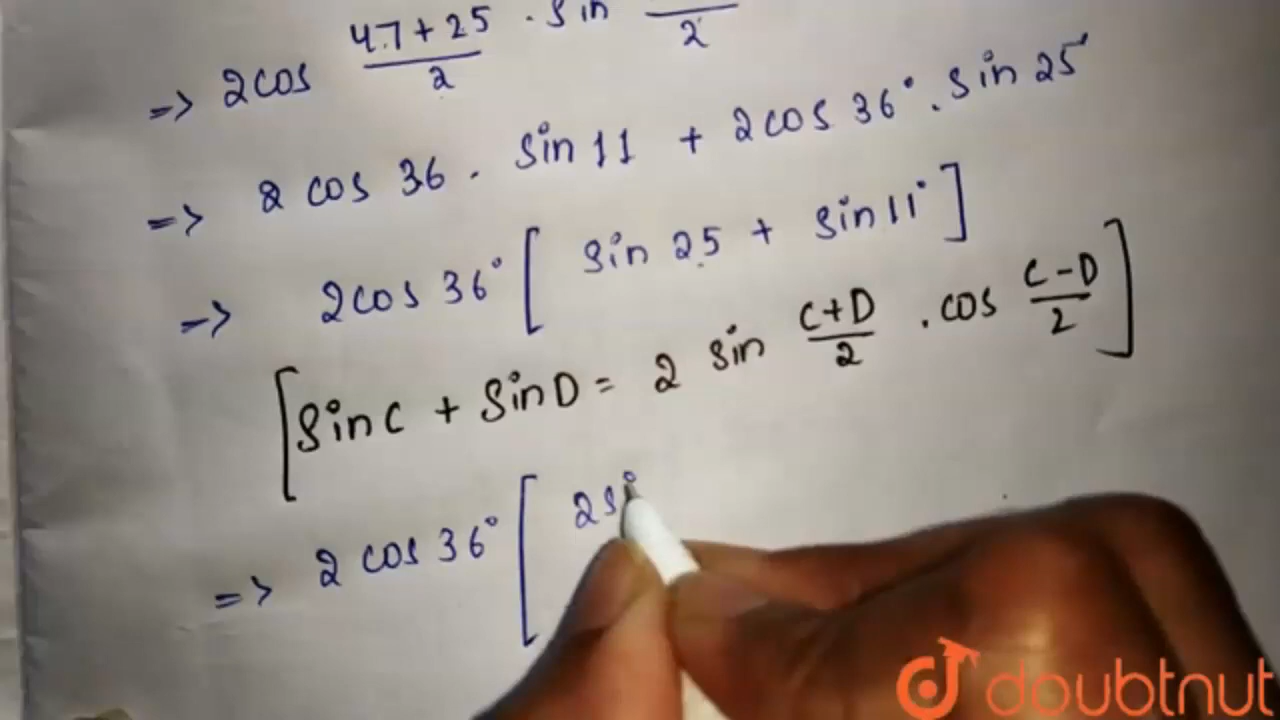 => 2cos 47+25/2 . sin /2
=> 2 cos 36 . sin 11 + 2cos 36° . sin 25
=> 2cos 36° [ sin 25 + sin 11° ]
[ sin C + sin D = 2 sin C+D/2 . cos C-D/2 ]
=> 2 cos 36° [ 2 s
doubtnut